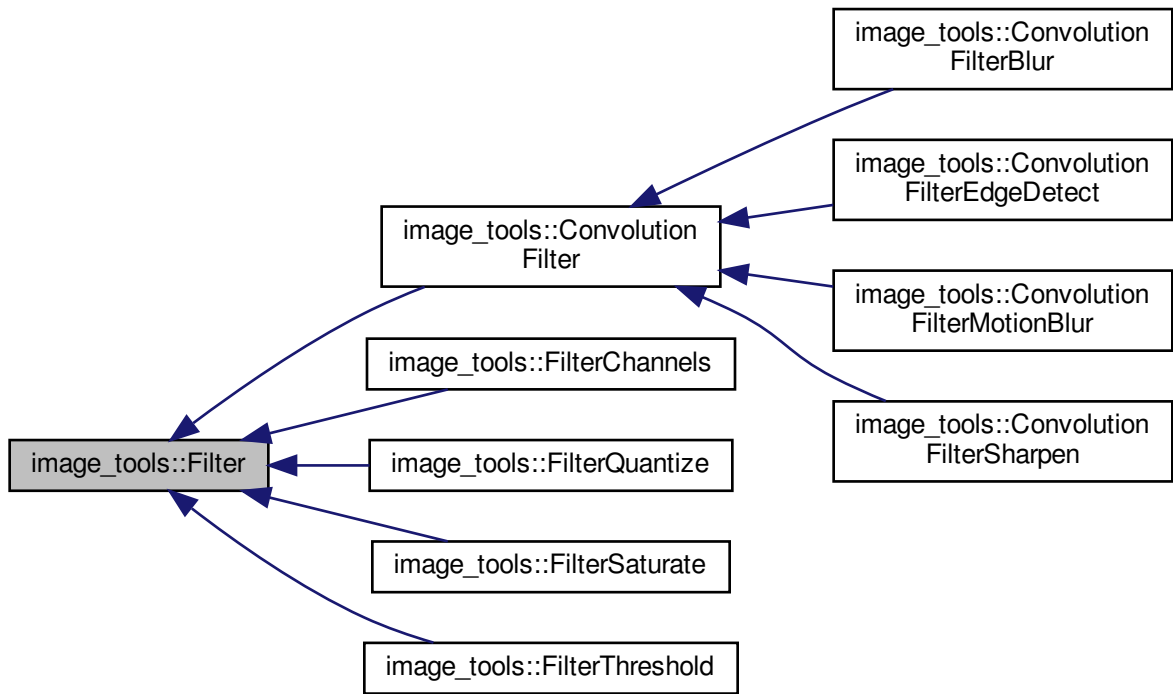 image_tools::Convolution
FilterBlur
image_tools::Convolution
FilterEdgeDetect
image_tools::Convolution
Filter
image_tools::Convolution
FilterMotionBlur
image_tools::FilterChannels
image_tools::Convolution
FilterSharpen
image_tools::Filter
image_tools::FilterQuantize
image_tools::FilterSaturate
image_tools::FilterThreshold